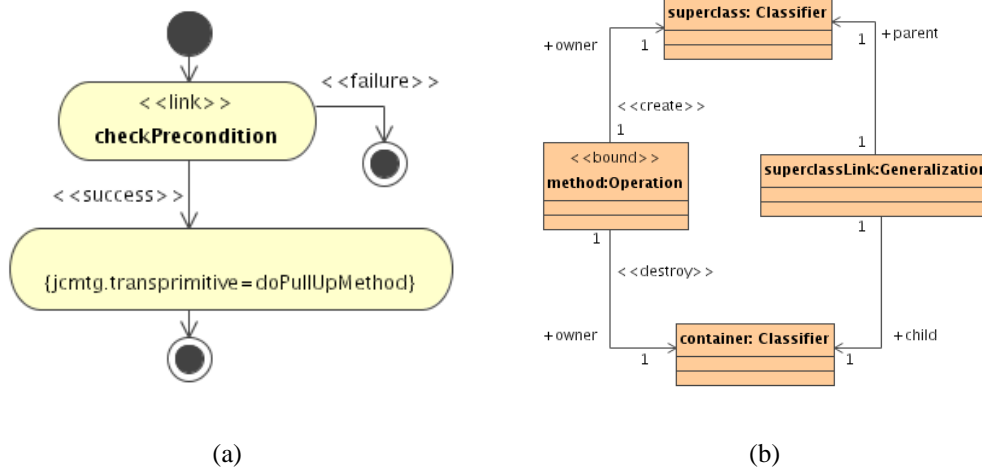 <<failure>>
<<link>>
checkPrecondition
<<success>>
{jcmtg.transprimitive=doPullUpMethod}
(a)
superclass: Classifier
+owner
1
1
+parent
<<create>>
1
1
<<bound>>
method:Operation
superclassLink:Generalization
1
1
<<destroy>>
+owner
container: Classifier
+child
1
1
(b)